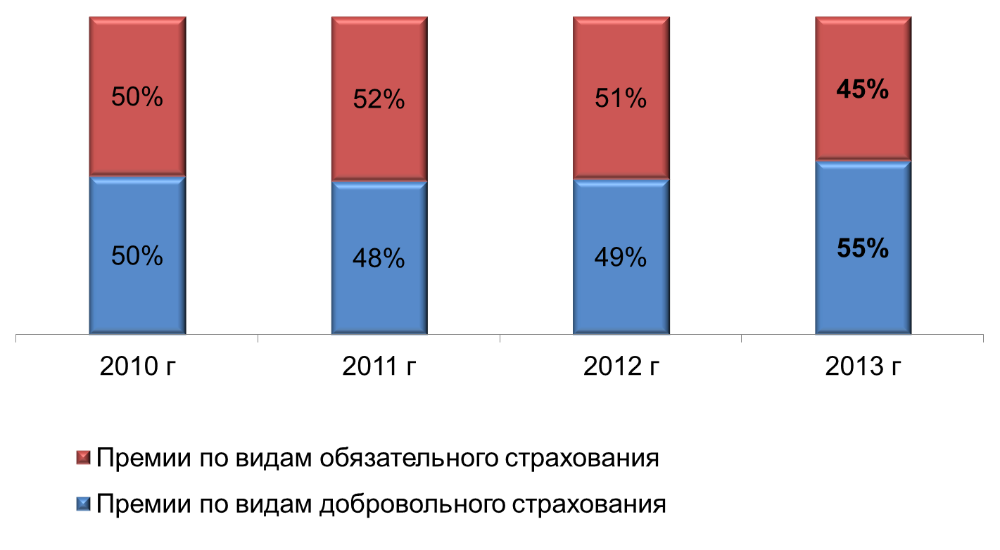 50% 52% 51% 45%
50% 48% 49% 55%
2010 г 2011 г 2012 г 2013 г
Премии по видам обязательного страхования
Премии по видам добровольного страхования